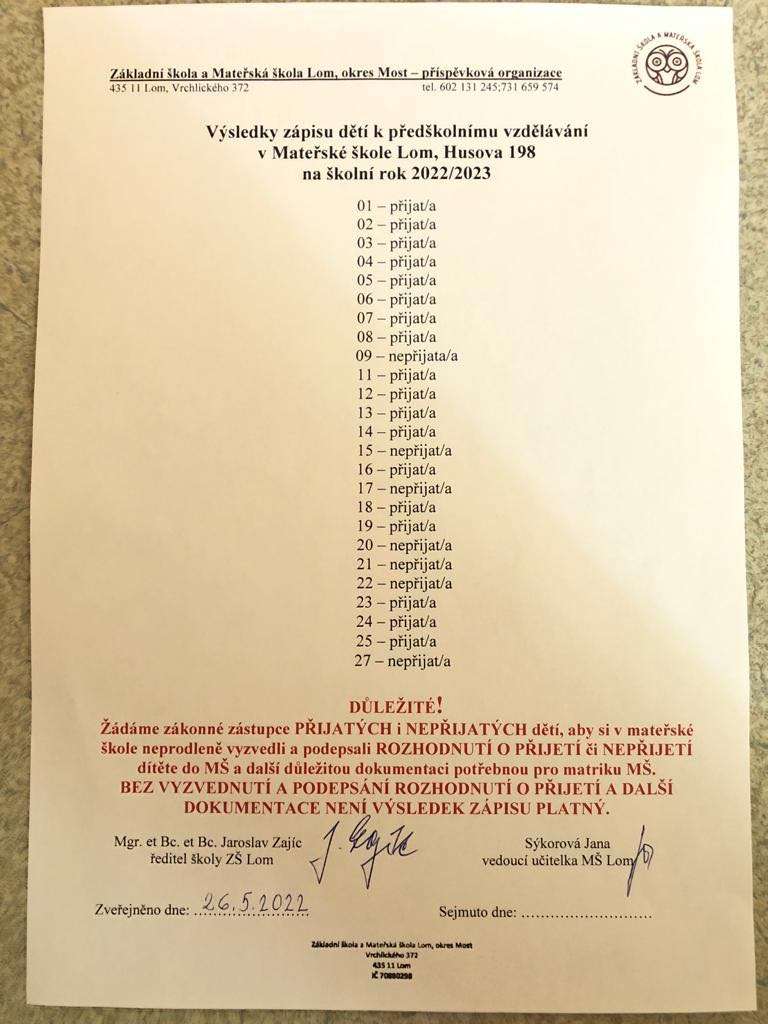 ZÁKLADNÍ ŠKOLA A MATEŘSKÁ ŠKOLA LOM
Základní škola a Mateřská škola Lom, okres Most – příspěvková organizace
435 11 Lom, Vrchlického 372 tel. 602 131 245;731 659 574
Výsledky zápisu dětí k předškolnímu vzdělávání
v Mateřské škole Lom, Husova 198
na školní rok 2022/2023
01 – přijat/a
02 – přijat/a
03 – přijat/a
04 – přijat/a
05 – přijat/a
06 – přijat/a
07 – přijat/a
08 – přijat/a
09 – nepřijata/a
11 – přijat/a
12 – přijat/a
13 – přijat/a
14 – přijat/a
15 – nepřijat/a
16 – přijat/a
17 – nepřijat/a
18 – přijat/a
19 – přijat/a
20 – nepřijat/a
21 – nepřijat/a
22 – nepřijat/a
23 – přijat/a
24 – přijat/a
25 – přijat/a
27 – nepřijat/a
DŮLEŽITÉ!
Žádáme zákonné zástupce PŘIJATÝCH i NEPŘIJATÝCH dětí, aby si v mateřské
škole neprodleně vyzvedli a podepsali ROZHODNUTÍ O PŘIJETÍ či NEPŘIJETÍ
dítěte do MŠ a další důležitou dokumentaci potřebnou pro matriku MŠ.
BEZ VYZVEDNUTÍ A PODEPSÁNÍ ROZHODNUTÍ O PŘIJETÍ A DALŠÍ
DOKUMENTACE NENÍ VÝSLEDEK ZÁPISU PLATNÝ.
Mgr. et Bc. et Bc. Jaroslav Zajíc Sýkorová Jana
ředitel školy ZŠ Lom vedoucí učitelka MŠ Lom
Zveřejněno dne: 26.5.2022 Sejmuto dne: ............................
Základní škola a Mateřská škola Lom, okres Most
Vrchlického 372
435 11 Lom
IČ 70880298